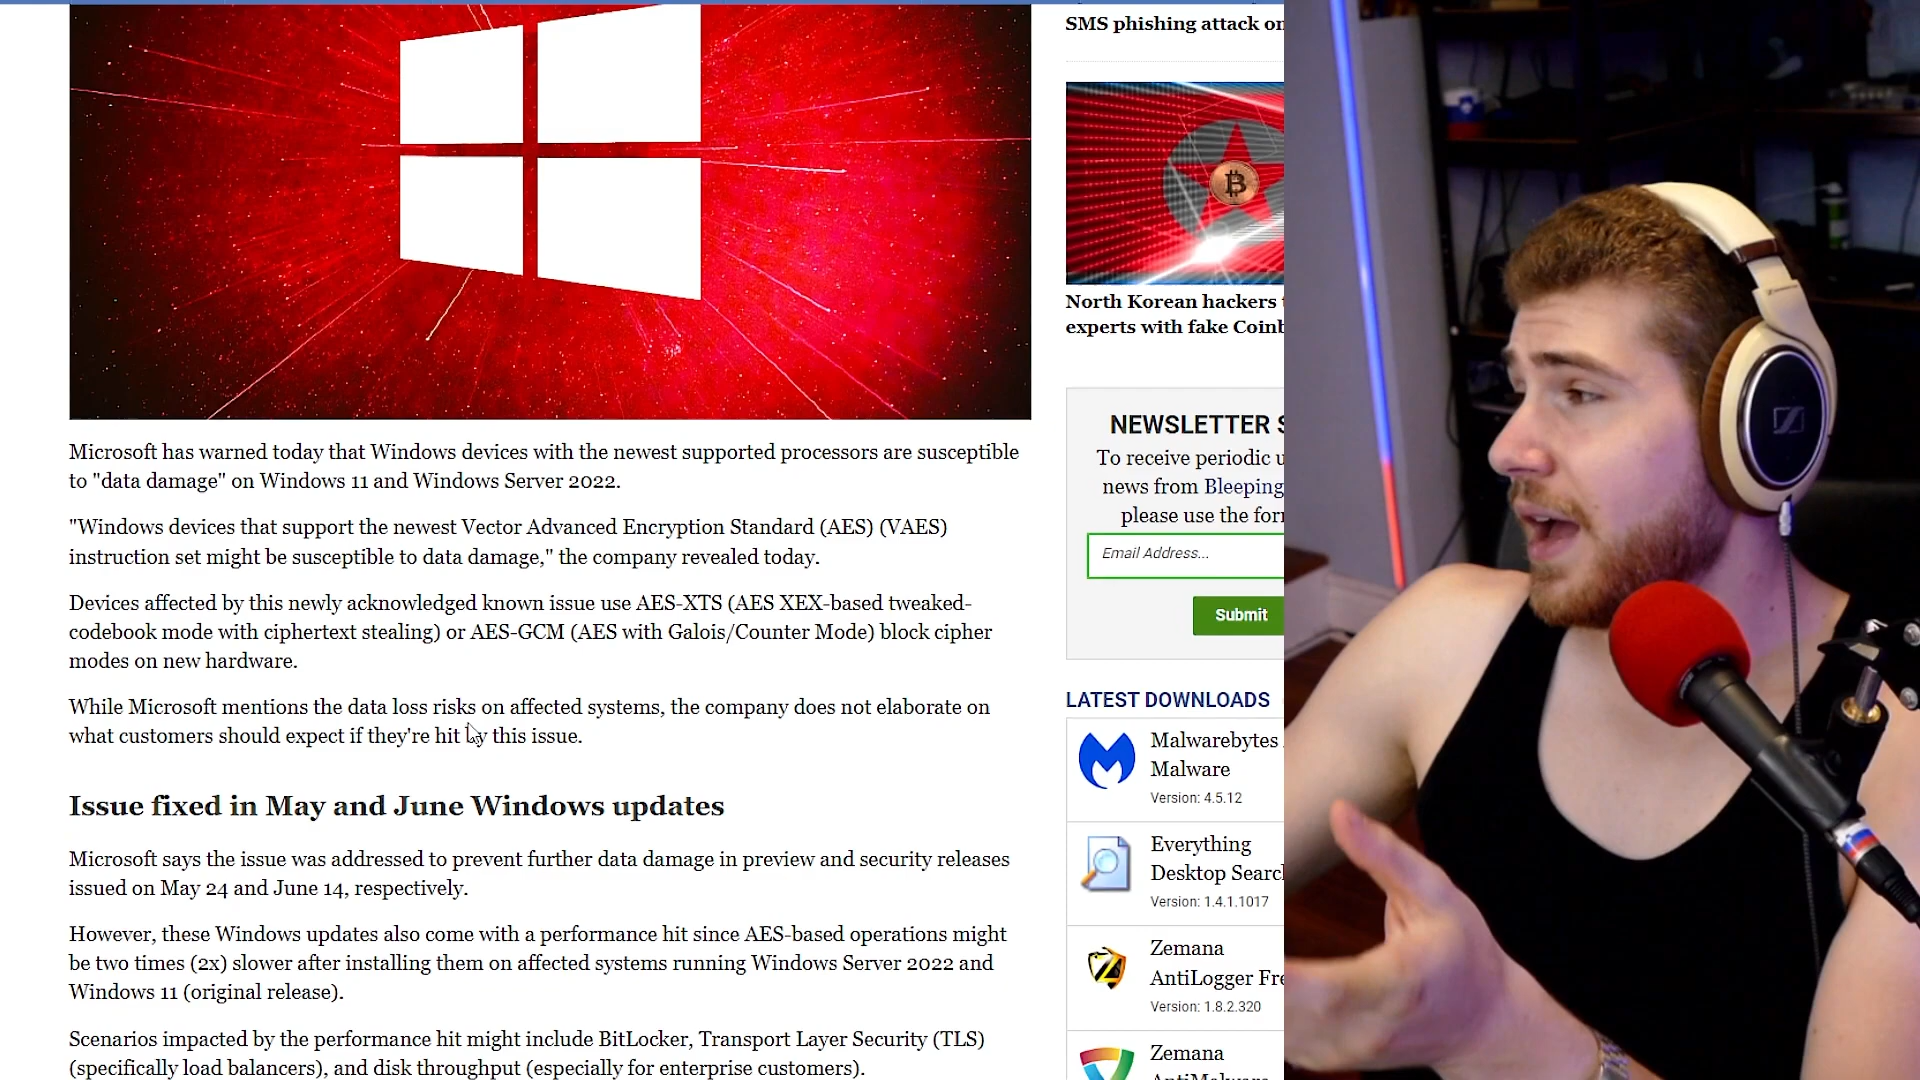 Microsoft has warned today that Windows devices with the newest supported processors are susceptible
to "data damage" on Windows 11 and Windows Server 2022.
"Windows devices that support the newest Vector Advanced Encryption Standard (AES) (VAES)
instruction set might be susceptible to data damage," the company revealed today.
Devices affected by this newly acknowledged known issue use AES-XTS (AES XEX-based tweaked-
codebook mode with ciphertext stealing) or AES-GCM (AES with Galois/Counter Mode) block cipher
modes on new hardware.
While Microsoft mentions the data loss risks on affected systems, the company does not elaborate on
what customers should expect if they're hit by this issue.
Issue fixed in May and June Windows updates
Microsoft says the issue was addressed to prevent further data damage in preview and security releases
issued on May 24 and June 14, respectively.
However, these Windows updates also come with a performance hit since AES-based operations might
be two times (2x) slower after installing them on affected systems running Windows Server 2022 and
Windows 11 (original release).
Scenarios impacted by the performance hit might include BitLocker, Transport Layer Security (TLS)
(specifically load balancers), and disk throughput (especially for enterprise customers).
SMS phishing attack on
North Korean hackers
experts with fake
NEWSLETTER
To receive periodic
news from Bleeping
please use the
Email Address...
Submit
LATEST DOWNLOADS
Malwarebytes
Malware
Version: 4.5.12
Everything
Desktop
Version: 1.4.1.1017
Zemana
AntiLogger
Version: 1.8.2.320
Zemana